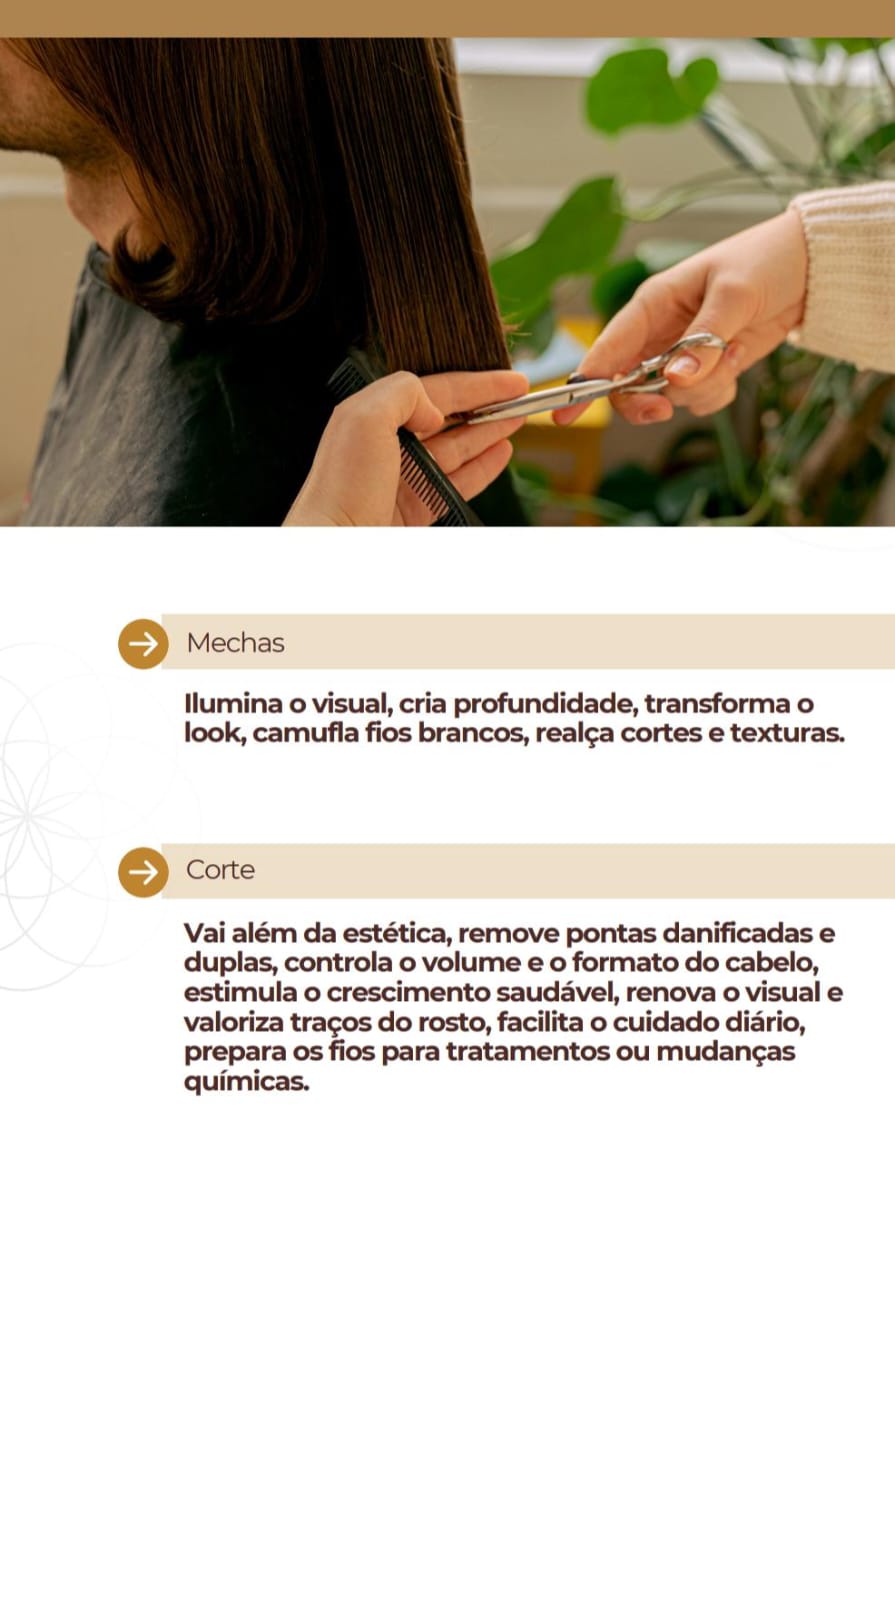 Mechas
Ilumina o visual, cria profundidade, transforma o
look, camufla fios brancos, realça cortes e texturas.
Corte
Vai além da estética, remove pontas danificadas e
duplas, controla o volume e o formato do cabelo,
estimula o crescimento saudável, renova o visual e
valoriza traços do rosto, facilita o cuidado diário,
prepara os fios para tratamentos ou mudanças
químicas.